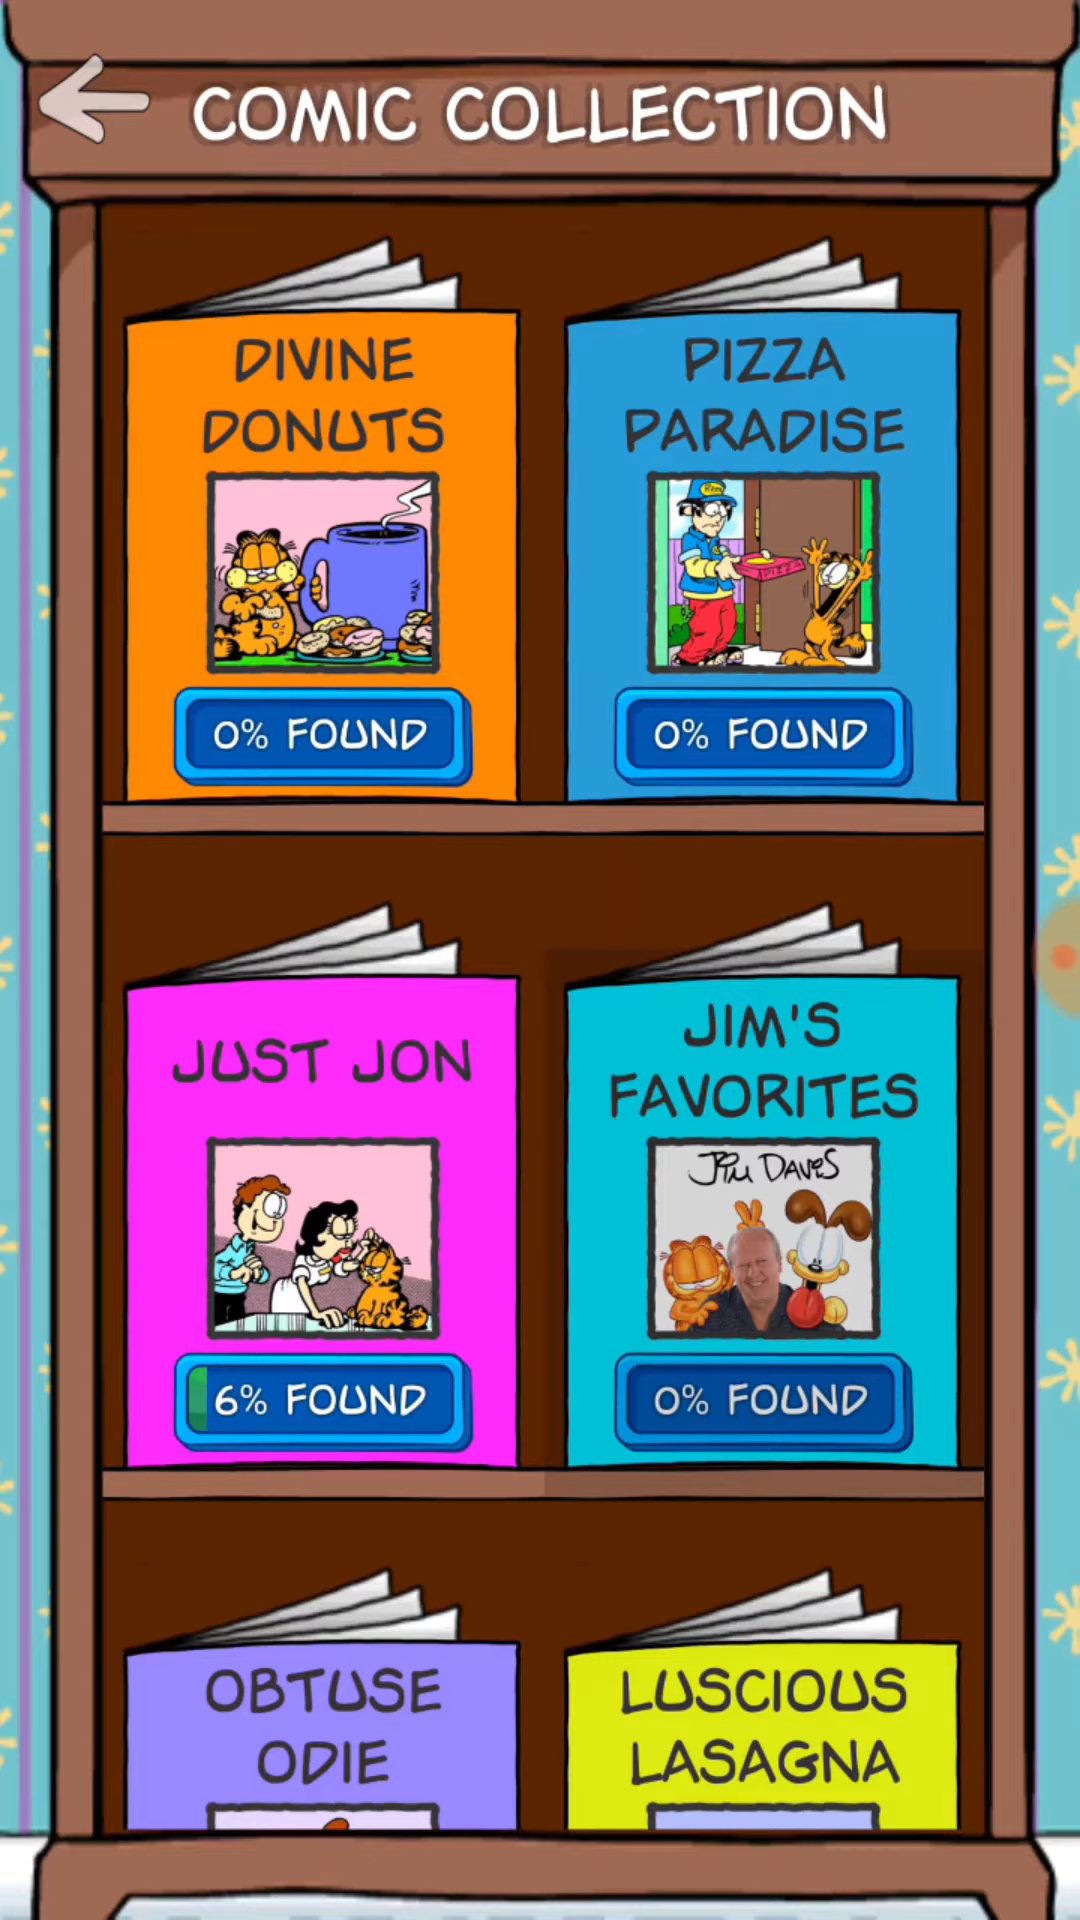 COMIC COLLECTION
DIVINE
DONUTS
0% FOUND
PIZZA
PARADISE
PIZZA
0% FOUND
JUST JON
6% FOUND
JIM'S
FAVORITES
JIM DAVIS
0% FOUND
OBTUSE
ODIE
LUSCIOUS
LASAGNA